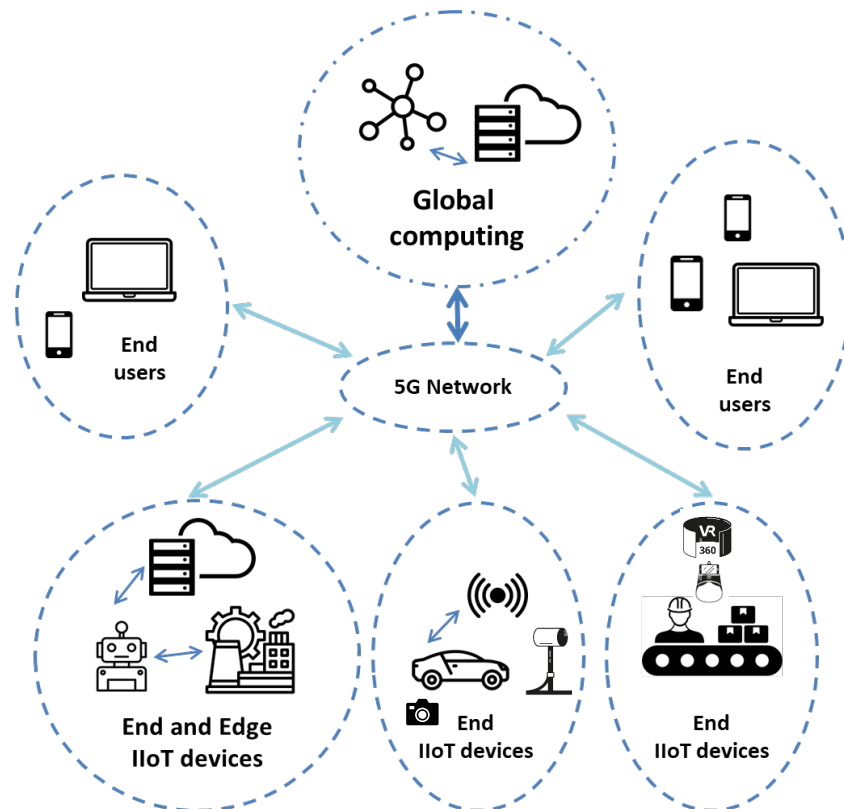 Global
computing
End
users
End
users
5G Network
VR
360
End and Edge
IIoT devices
End
IIoT devices
End
IIoT devices